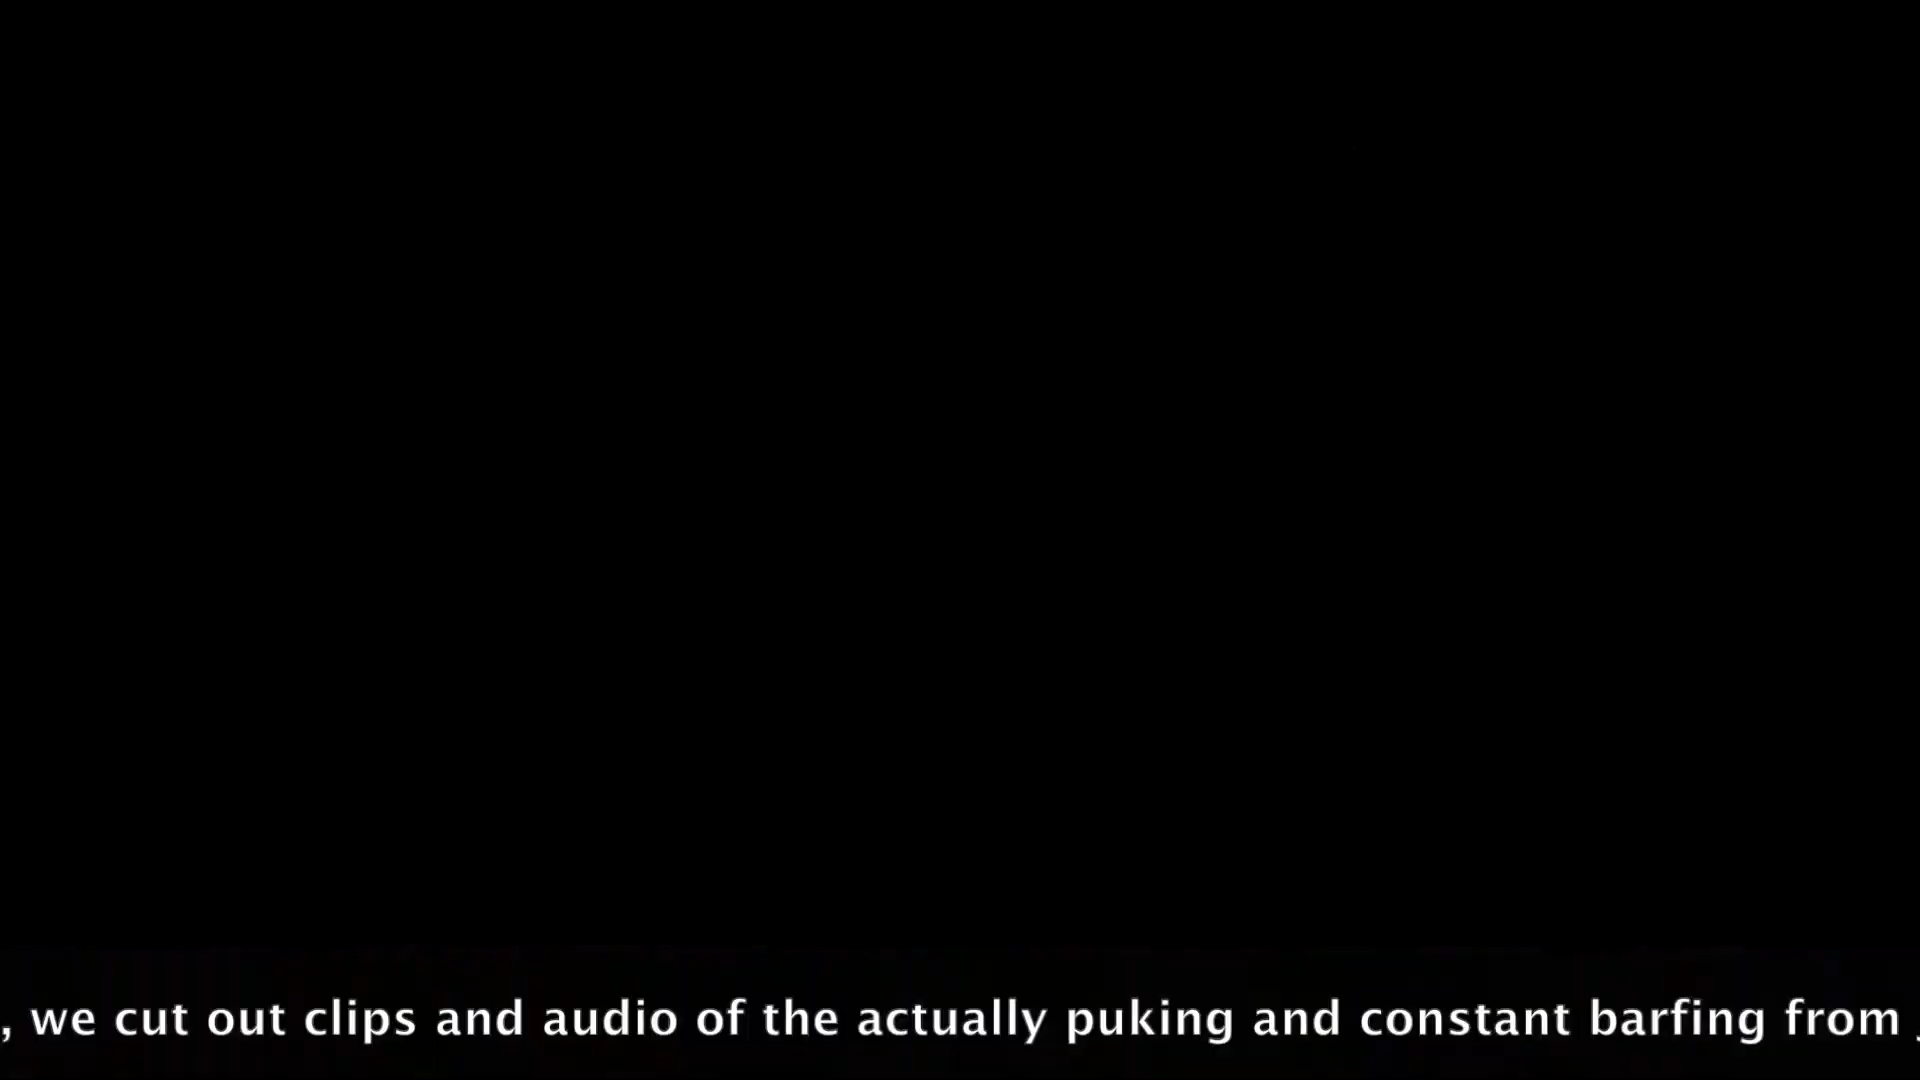 , we cut out clips and audio of the actually puking and constant barfing from